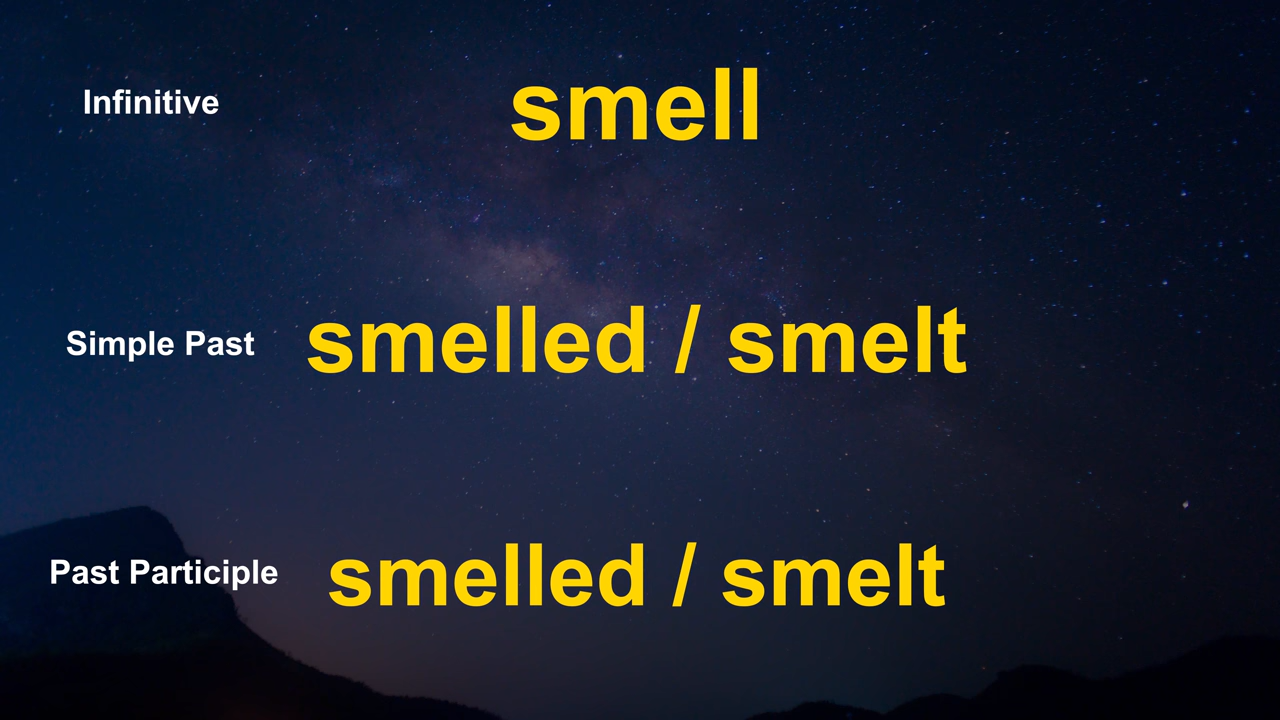 Infinitive smell
Simple Past smelled / smelt
Past Participle smelled / smelt